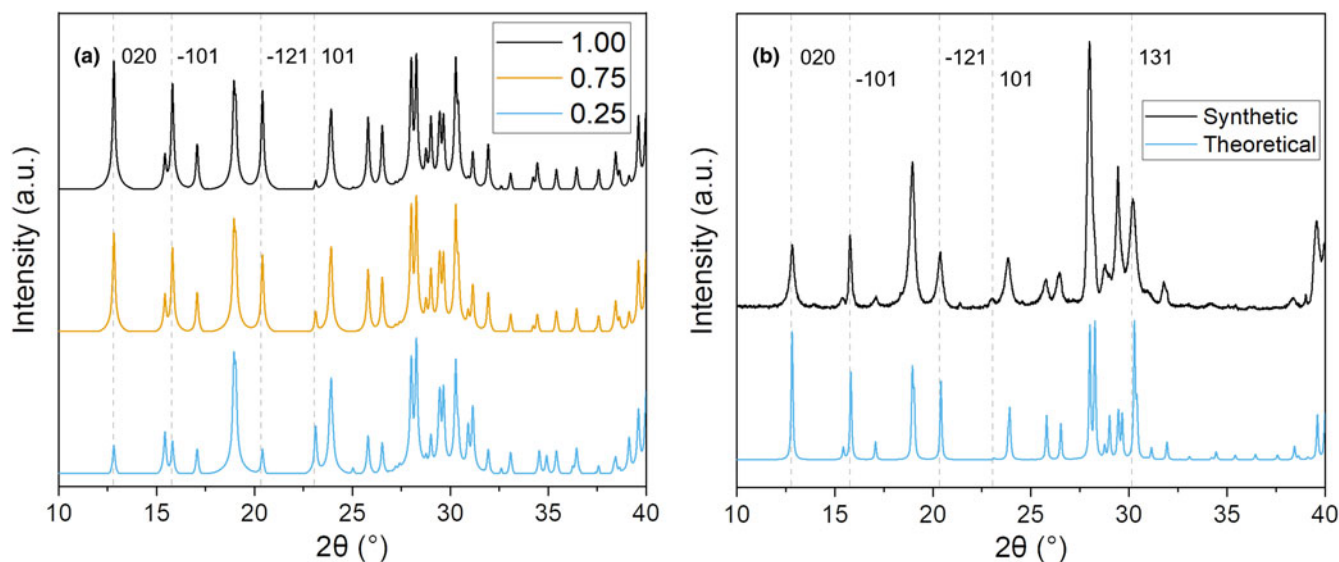 (a)
020
-101
-121
101
1.00
0.75
0.25
Intensity (a.u.)
10 15 20 25 30 35 40
2θ (°)
(b)
020
-101
-121
101
131
Synthetic
Theoretical
Intensity (a.u.)
10 15 20 25 30 35 40
2θ (°)